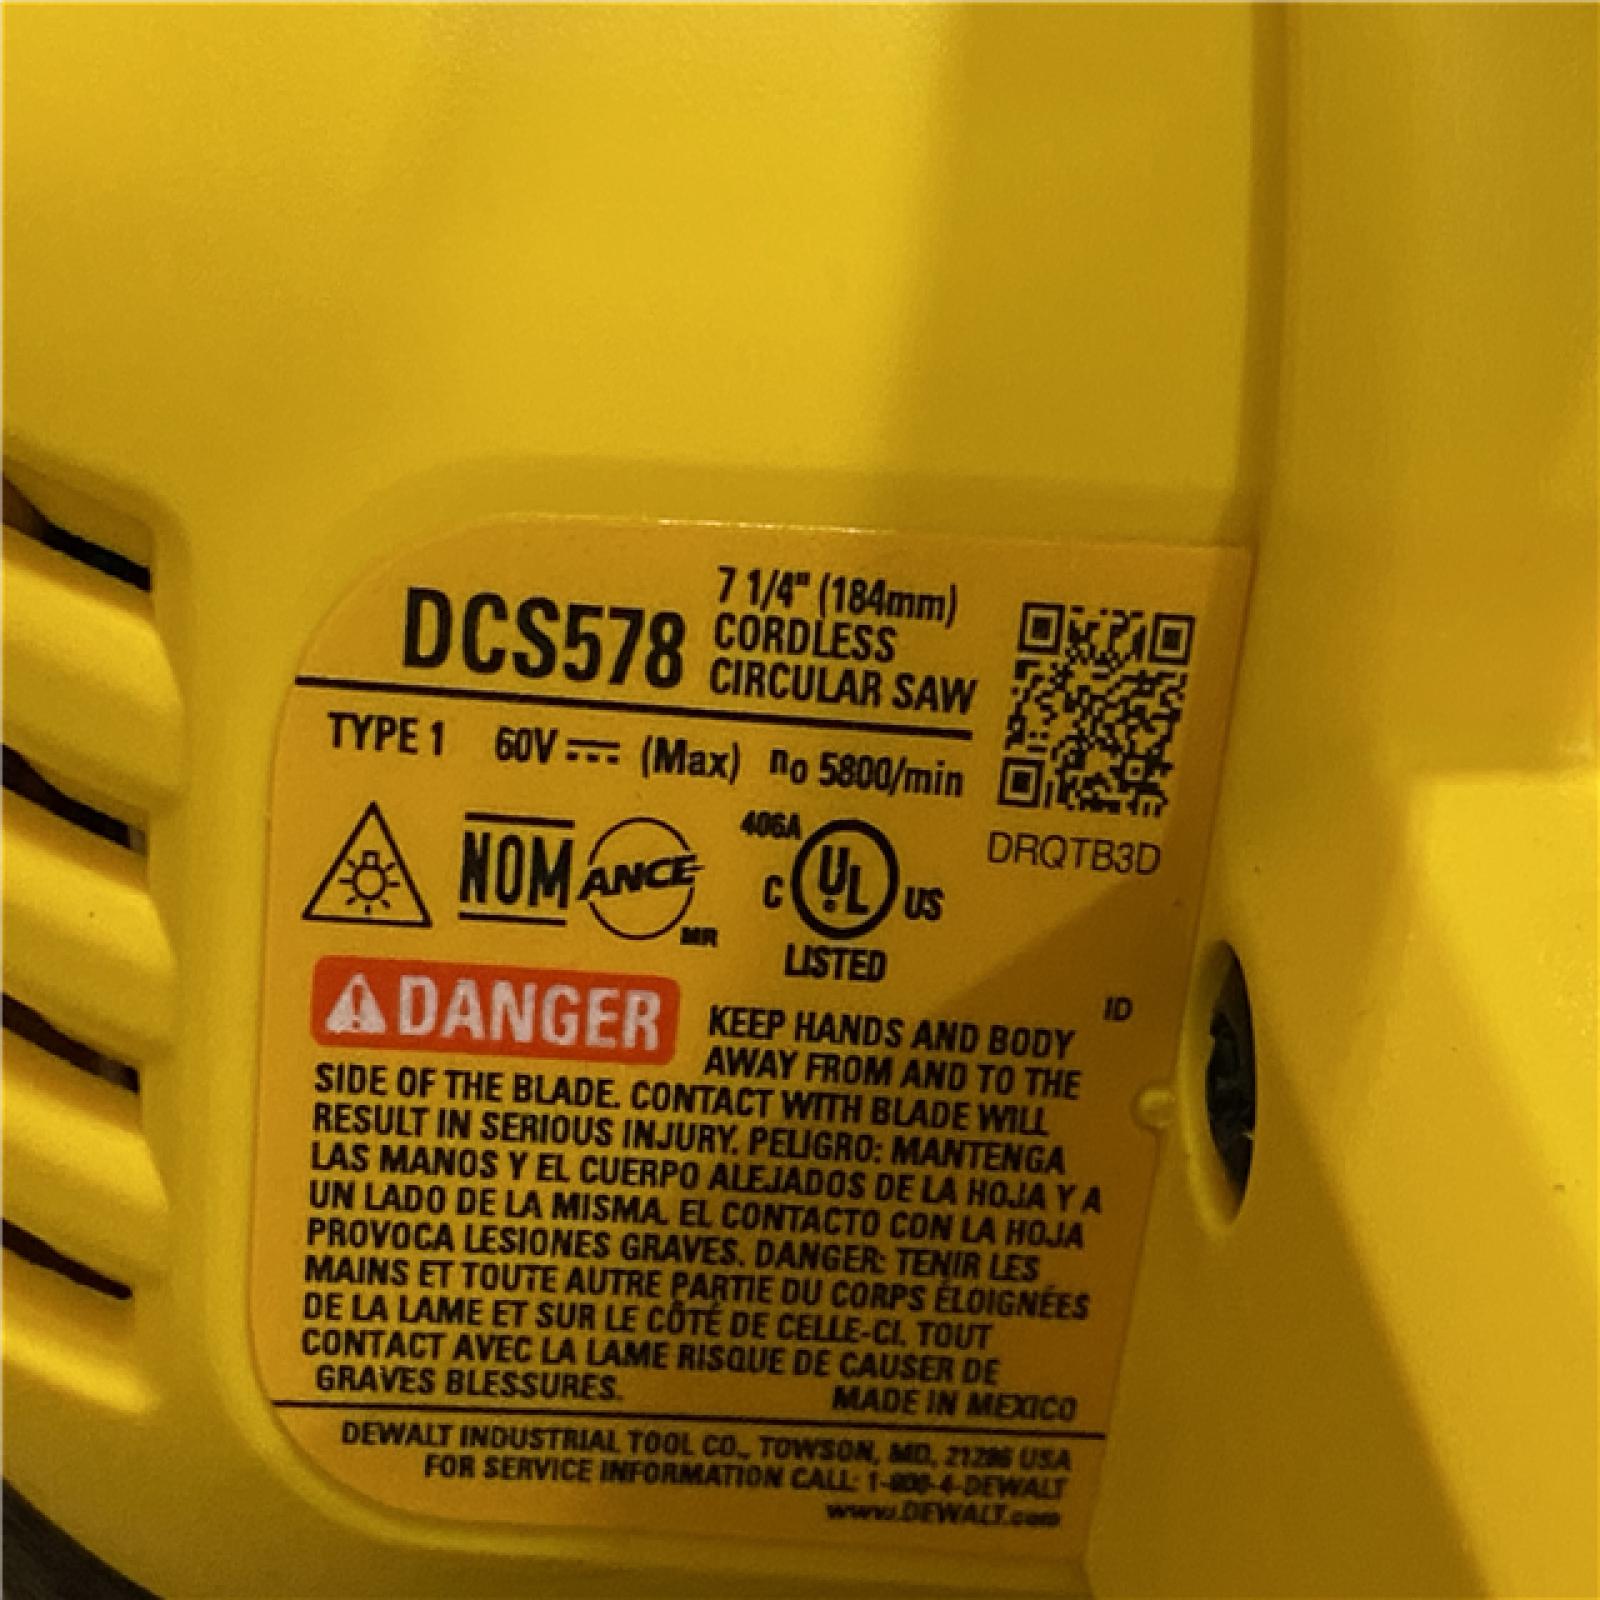 DCS578
7 1/4" (184mm)
CORDLESS
CIRCULAR SAW
TYPE 1 60V (Max) no 5800/min
DRQTB3D
NOM ANCE MR
406A
C UL US
LISTED
ID
DANGER KEEP HANDS AND BODY
AWAY FROM AND TO THE
SIDE OF THE BLADE. CONTACT WITH BLADE WILL
RESULT IN SERIOUS INJURY. PELIGRO: MANTENGA
LAS MANOS Y EL CUERPO ALEJADOS DE LA HOJA Y A
UN LADO DE LA MISMA. EL CONTACTO CON LA HOJA
PROVOCA LESIONES GRAVES. DANGER: TENIR LES
MAINS ET TOUTE AUTRE PARTIE DU CORPS ÉLOIGNÉES
DE LA LAME ET SUR LE CÔTÉ DE CELLE-CI. TOUT
CONTACT AVEC LA LAME RISQUE DE CAUSER DE
GRAVES BLESSURES. MADE IN MEXICO
DEWALT INDUSTRIAL TOOL CO., TOWSON, MD, 21286 USA
FOR SERVICE INFORMATION CALL: 1-800-4-DEWALT
www.DEWALT.com